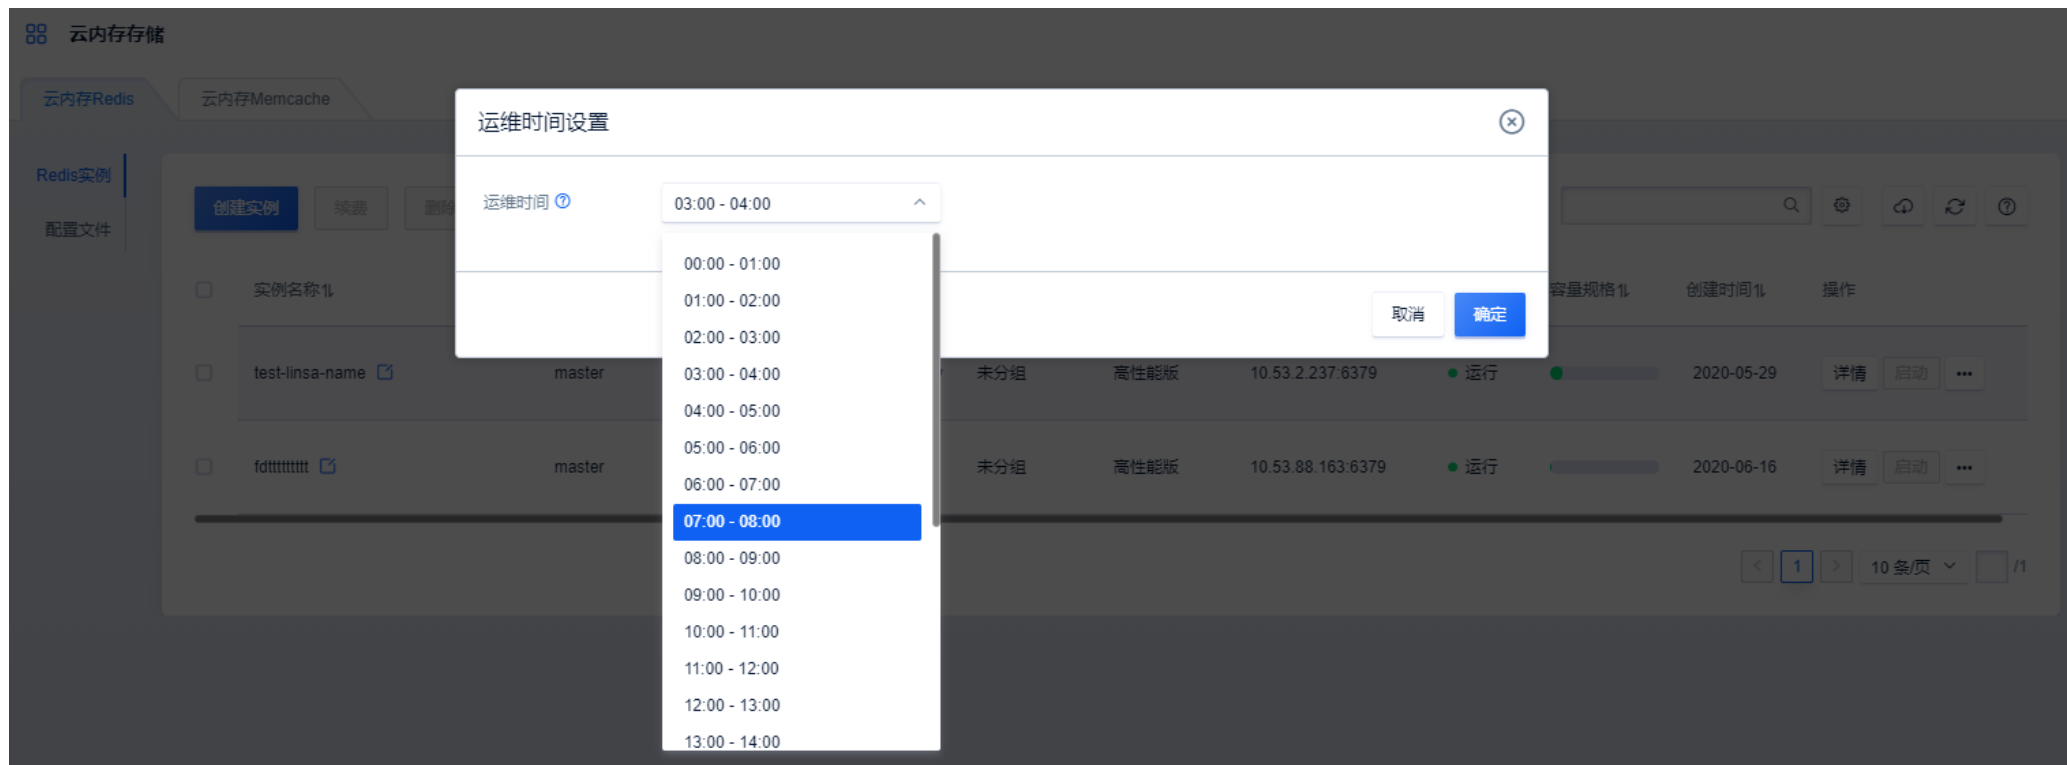 云内存存储
云内存Redis 云内存Memcache
运维时间设置
Redis实例
配置文件
创建实例 续费 删除
运维时间 03:00 - 04:00
00:00 - 01:00
01:00 - 02:00
02:00 - 03:00
03:00 - 04:00
04:00 - 05:00
05:00 - 06:00
06:00 - 07:00
07:00 - 08:00
08:00 - 09:00
09:00 - 10:00
10:00 - 11:00
11:00 - 12:00
12:00 - 13:00
13:00 - 14:00
取消 确定
实例名称 容量规格 创建时间 操作
test-linsa-name master 未分组 高性能版 10.53.2.237:6379 运行 2020-05-29 详情 启动 •••
master 未分组 高性能版 10.53.88.163:6379 运行 2020-06-16 详情 启动 •••
< 1 > 10 条/页 /1